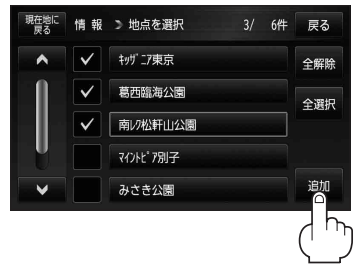 現在地に戻る 情 報 地点を選択 3/ 6件 戻る
ｷｯｻﾞﾆｱ東京 全解除
葛西臨海公園 全選択
南ﾚｸ松軒山公園
ﾏｲﾝﾄﾋﾟｱ別子
みさき公園 追加